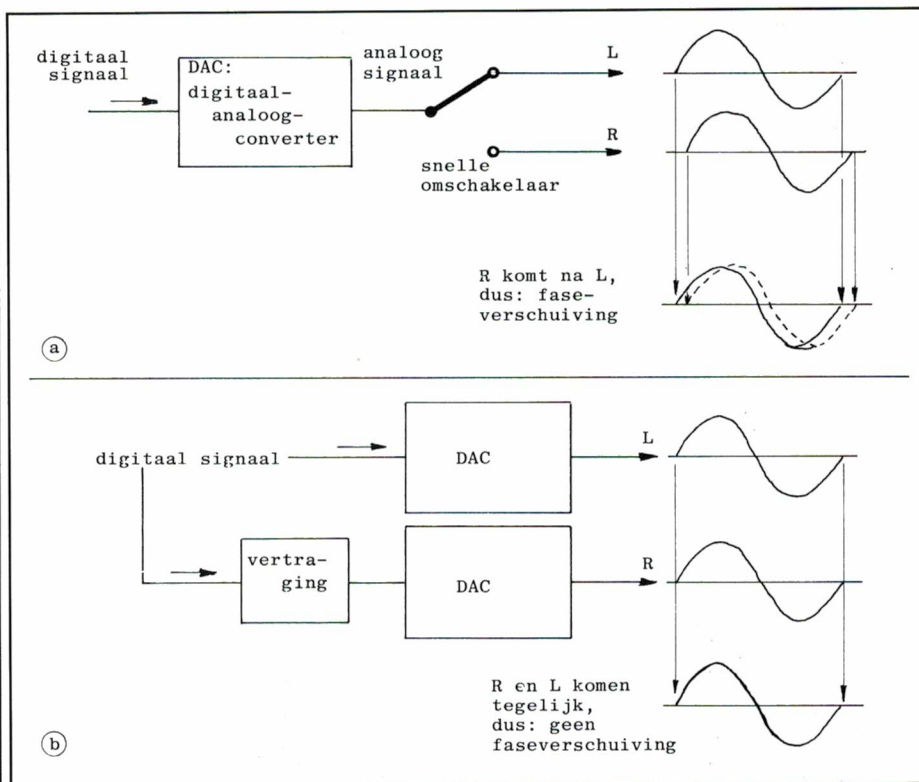 digitaal
signaal
DAC:
digitaal-
analoog-
converter
analoog
signaal
L
R
snelle
omschakelaar
R komt na L,
dus: fase-
verschuiving
a
digitaal signaal
DAC
L
vertra-
ging
DAC
R
R en L komen
tegelijk,
dus: geen
faseverschuiving
b